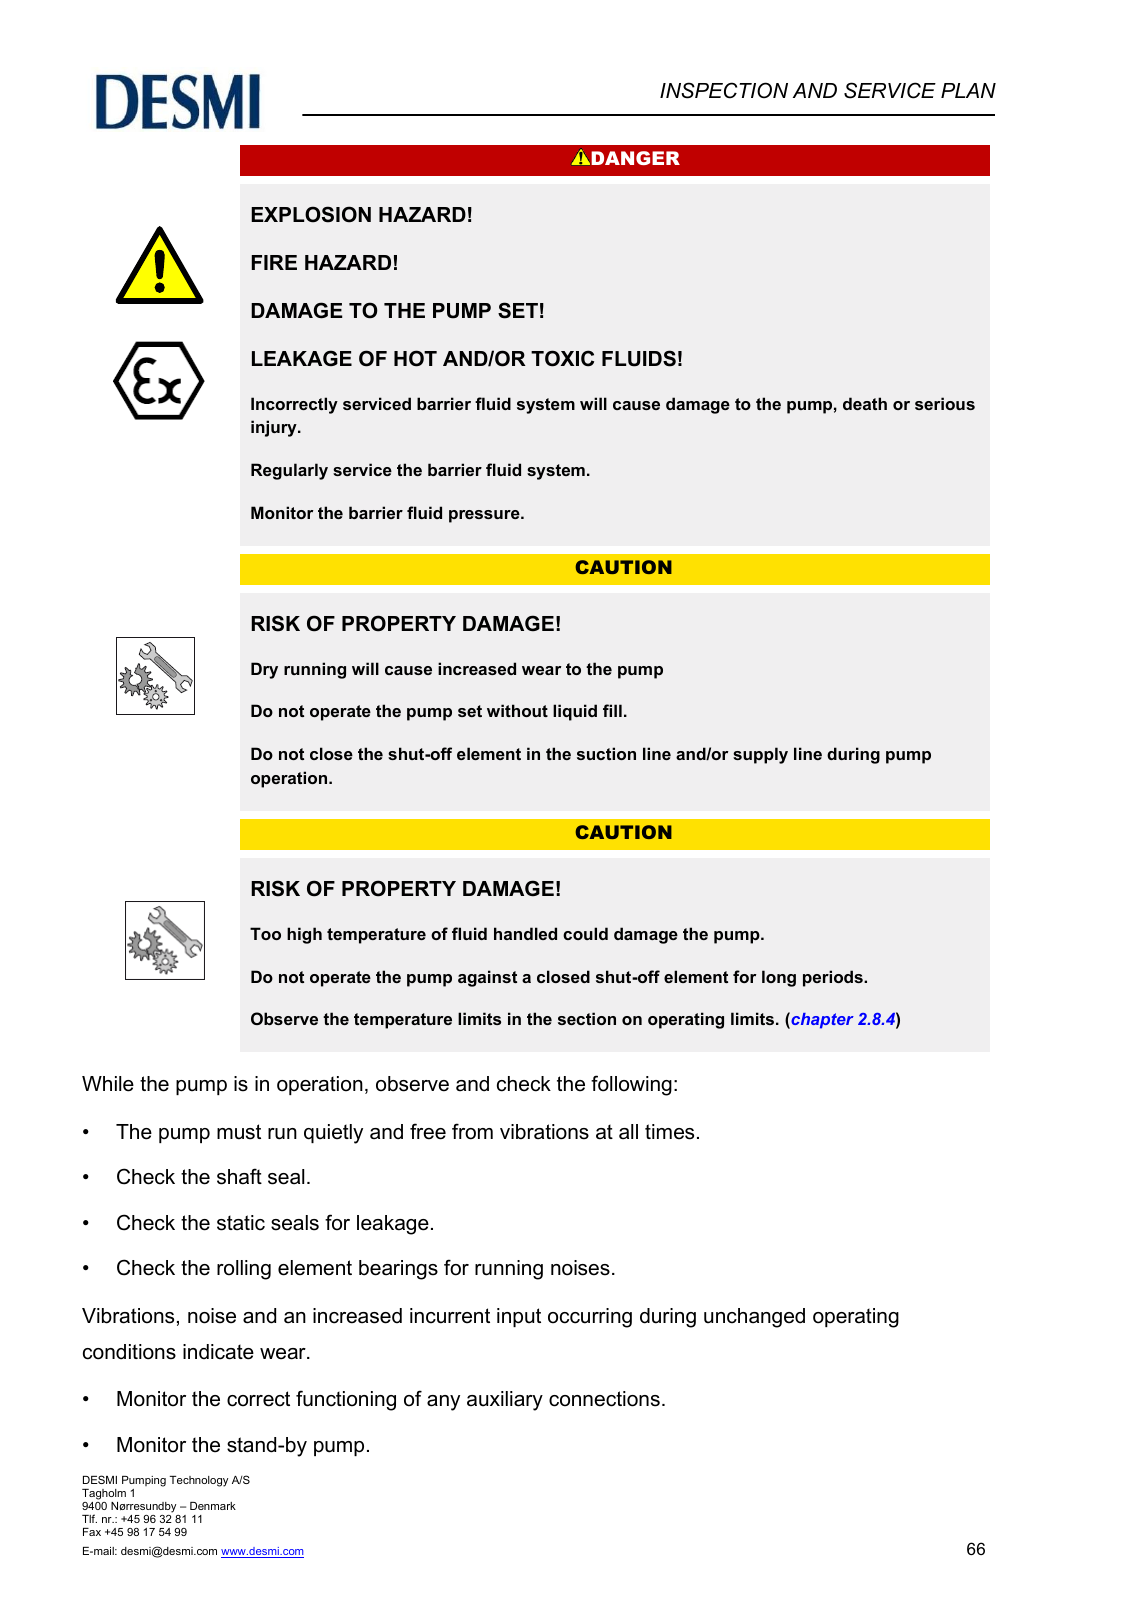 DESMI
INSPECTION AND SERVICE PLAN
DANGER
EXPLOSION HAZARD!
FIRE HAZARD!
DAMAGE TO THE PUMP SET!
LEAKAGE OF HOT AND/OR TOXIC FLUIDS!
Ex
Incorrectly serviced barrier fluid system will cause damage to the pump, death or serious
injury.
Regularly service the barrier fluid system.
Monitor the barrier fluid pressure.
CAUTION
RISK OF PROPERTY DAMAGE!
Dry running will cause increased wear to the pump
Do not operate the pump set without liquid fill.
Do not close the shut-off element in the suction line and/or supply line during pump
operation.
CAUTION
RISK OF PROPERTY DAMAGE!
Too high temperature of fluid handled could damage the pump.
Do not operate the pump against a closed shut-off element for long periods.
Observe the temperature limits in the section on operating limits. (chapter 2.8.4)
While the pump is in operation, observe and check the following:
• The pump must run quietly and free from vibrations at all times.
• Check the shaft seal.
• Check the static seals for leakage.
• Check the rolling element bearings for running noises.
Vibrations, noise and an increased incurrent input occurring during unchanged operating
conditions indicate wear.
• Monitor the correct functioning of any auxiliary connections.
• Monitor the stand-by pump.
DESMI Pumping Technology A/S
Tagholm 1
9400 Nørresundby – Denmark
Tlf. nr.: +45 96 32 81 11
Fax +45 98 17 54 99
E-mail: desmi@desmi.com www.desmi.com
66